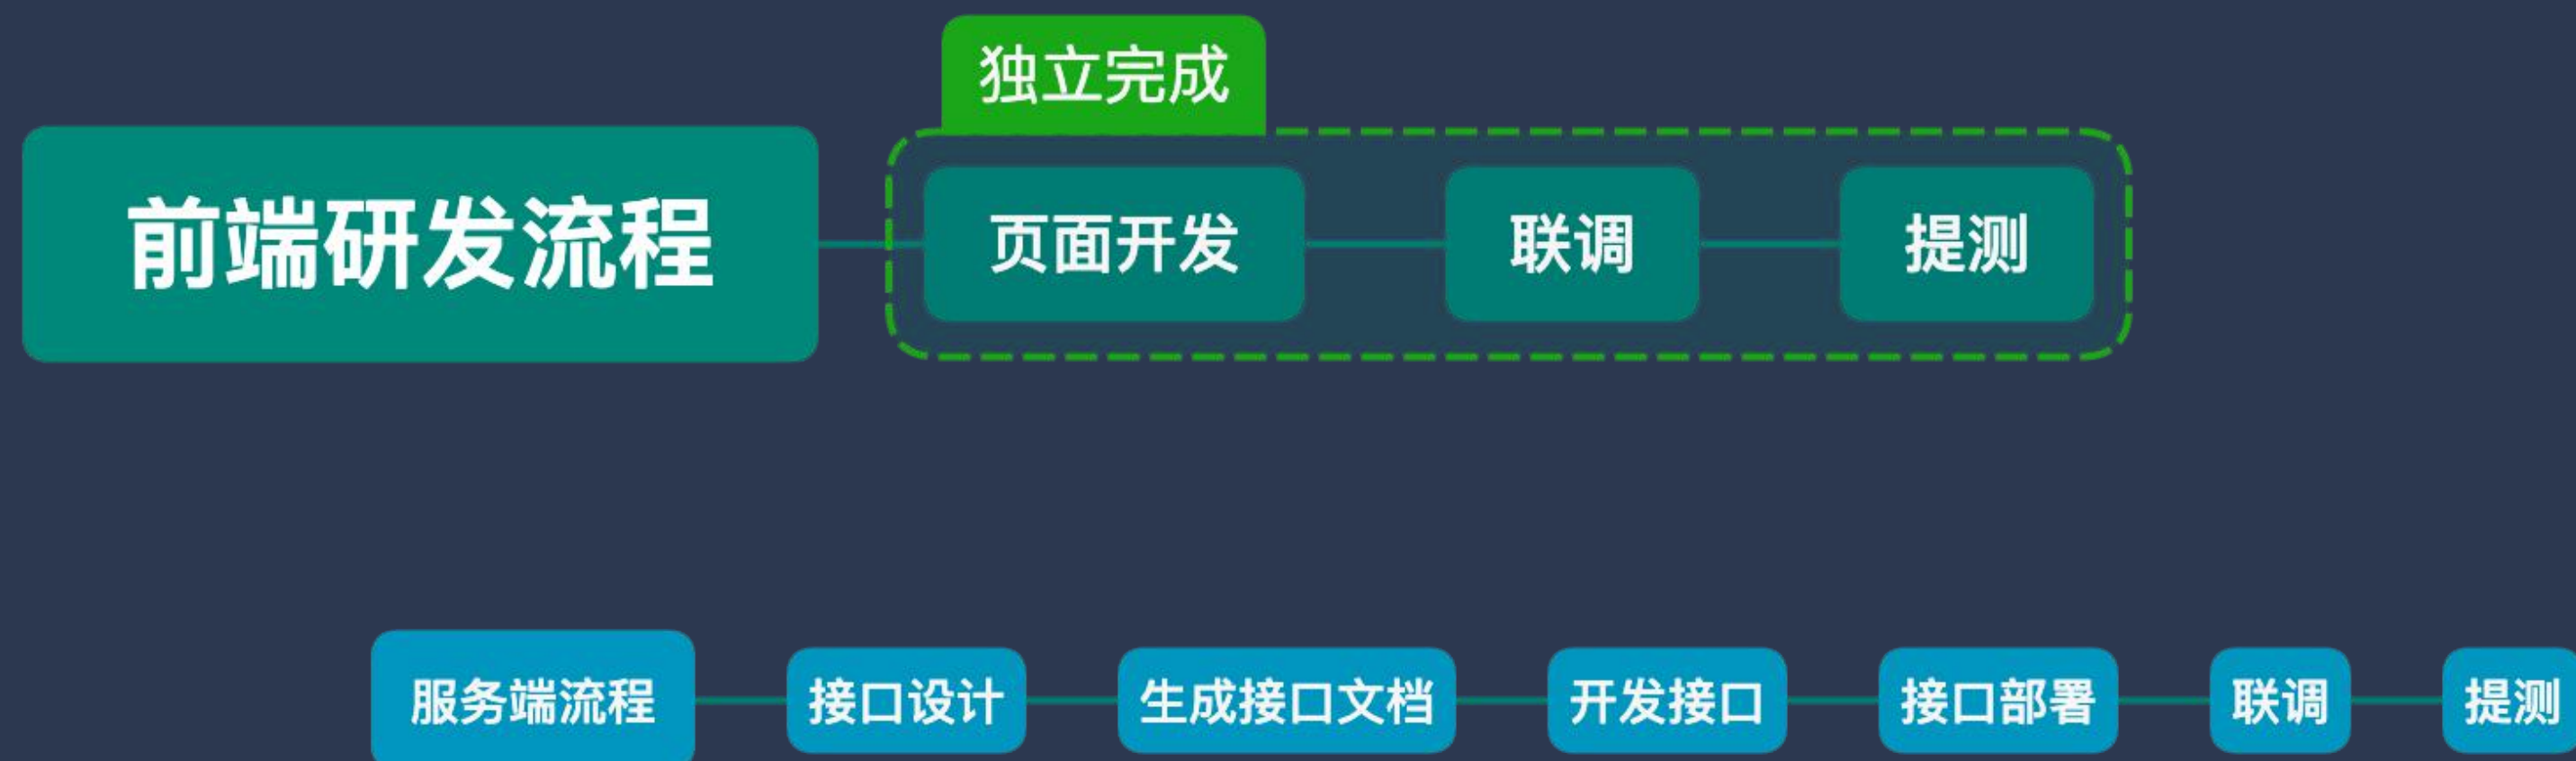 独立完成
前端研发流程
页面开发
联调
提测
服务端流程
接口设计
生成接口文档
开发接口
接口部署
联调
提测